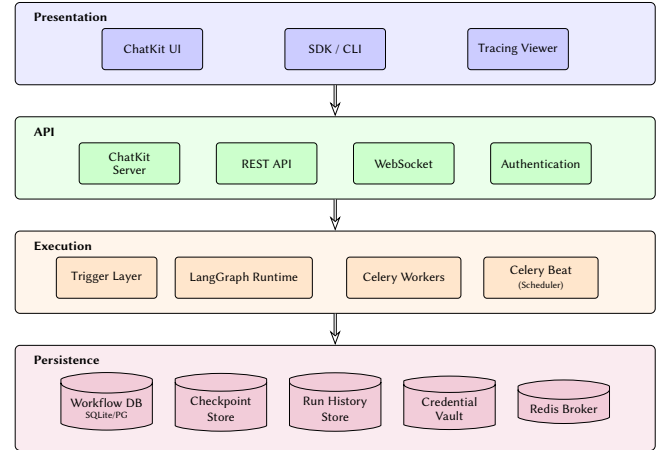 Presentation
ChatKit UI
SDK / CLI
Tracing Viewer
API
ChatKit
Server
REST API
WebSocket
Authentication
Execution
Trigger Layer
LangGraph Runtime
Celery Workers
Celery Beat
(Scheduler)
Persistence
Workflow DB
SQLite/PG
Checkpoint
Store
Run History
Store
Credential
Vault
Redis Broker